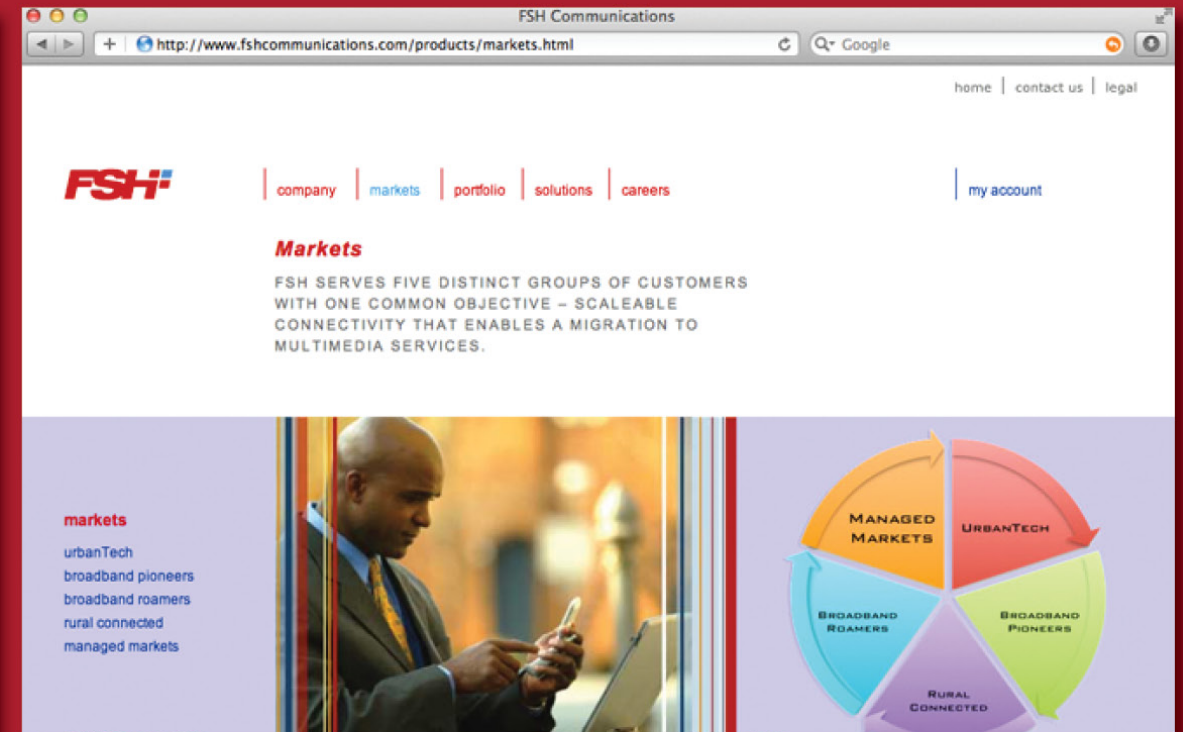 FSH Communications
http://www.fshcommunications.com/products/markets.html
Google
home | contact us | legal
FSH
company
markets
portfolio
solutions
careers
my account
Markets
FSH SERVES FIVE DISTINCT GROUPS OF CUSTOMERS
WITH ONE COMMON OBJECTIVE – SCALEABLE
CONNECTIVITY THAT ENABLES A MIGRATION TO
MULTIMEDIA SERVICES.
markets
urbanTech
broadband pioneers
broadband roamers
rural connected
managed markets
MANAGED
MARKETS
URBANTECH
BROADBAND
ROAMERS
BROADBAND
PIONEERS
RURAL
CONNECTED